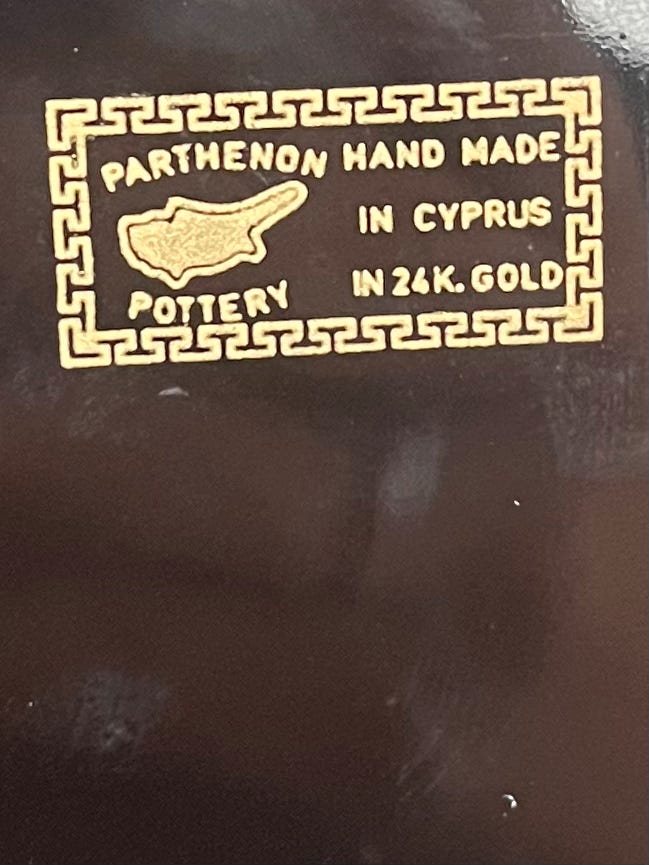 PARTHENON
POTTERY
HAND MADE
IN CYPRUS
IN 24K. GOLD